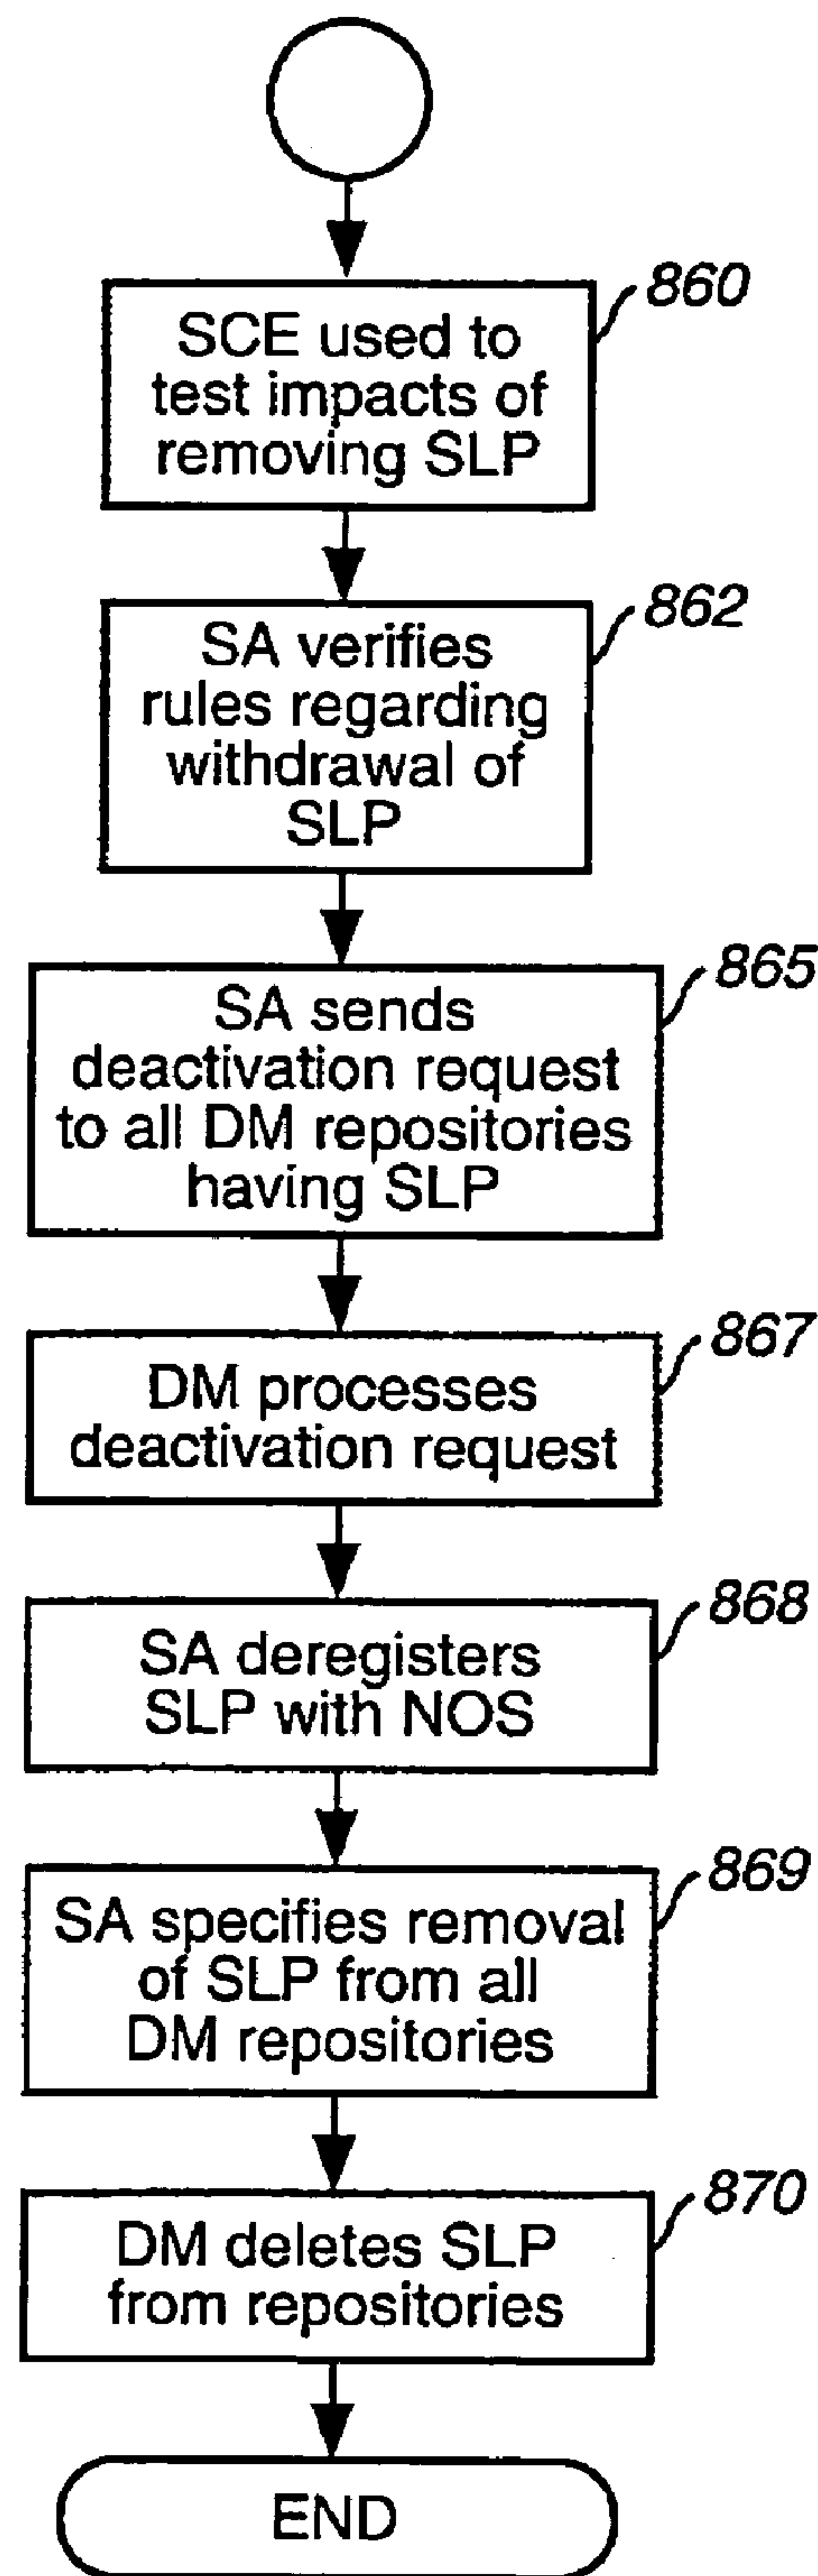 860
SCE used to
test impacts of
removing SLP
862
SA verifies
rules regarding
withdrawal of
SLP
865
SA sends
deactivation request
to all DM repositories
having SLP
867
DM processes
deactivation request
868
SA deregisters
SLP with NOS
869
SA specifies removal
of SLP from all
DM repositories
870
DM deletes SLP
from repositories
END